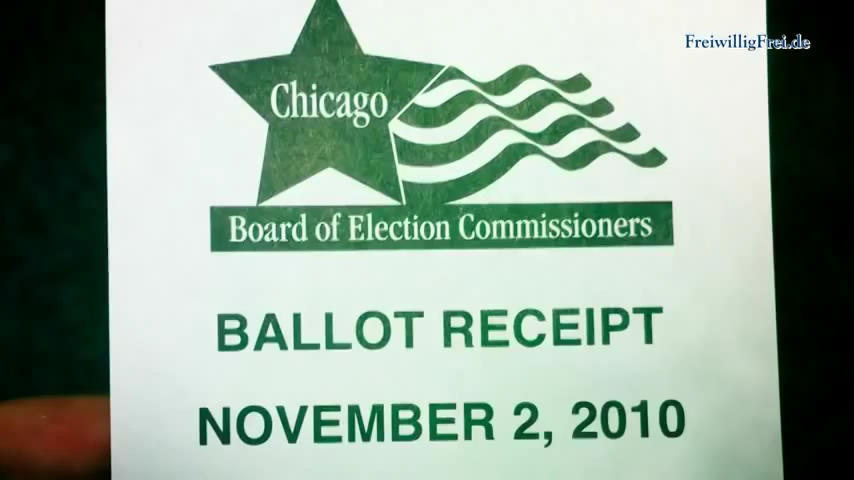 FreiwilligFrei.de
Chicago
Board of Election Commissioners
BALLOT RECEIPT
NOVEMBER 2, 2010